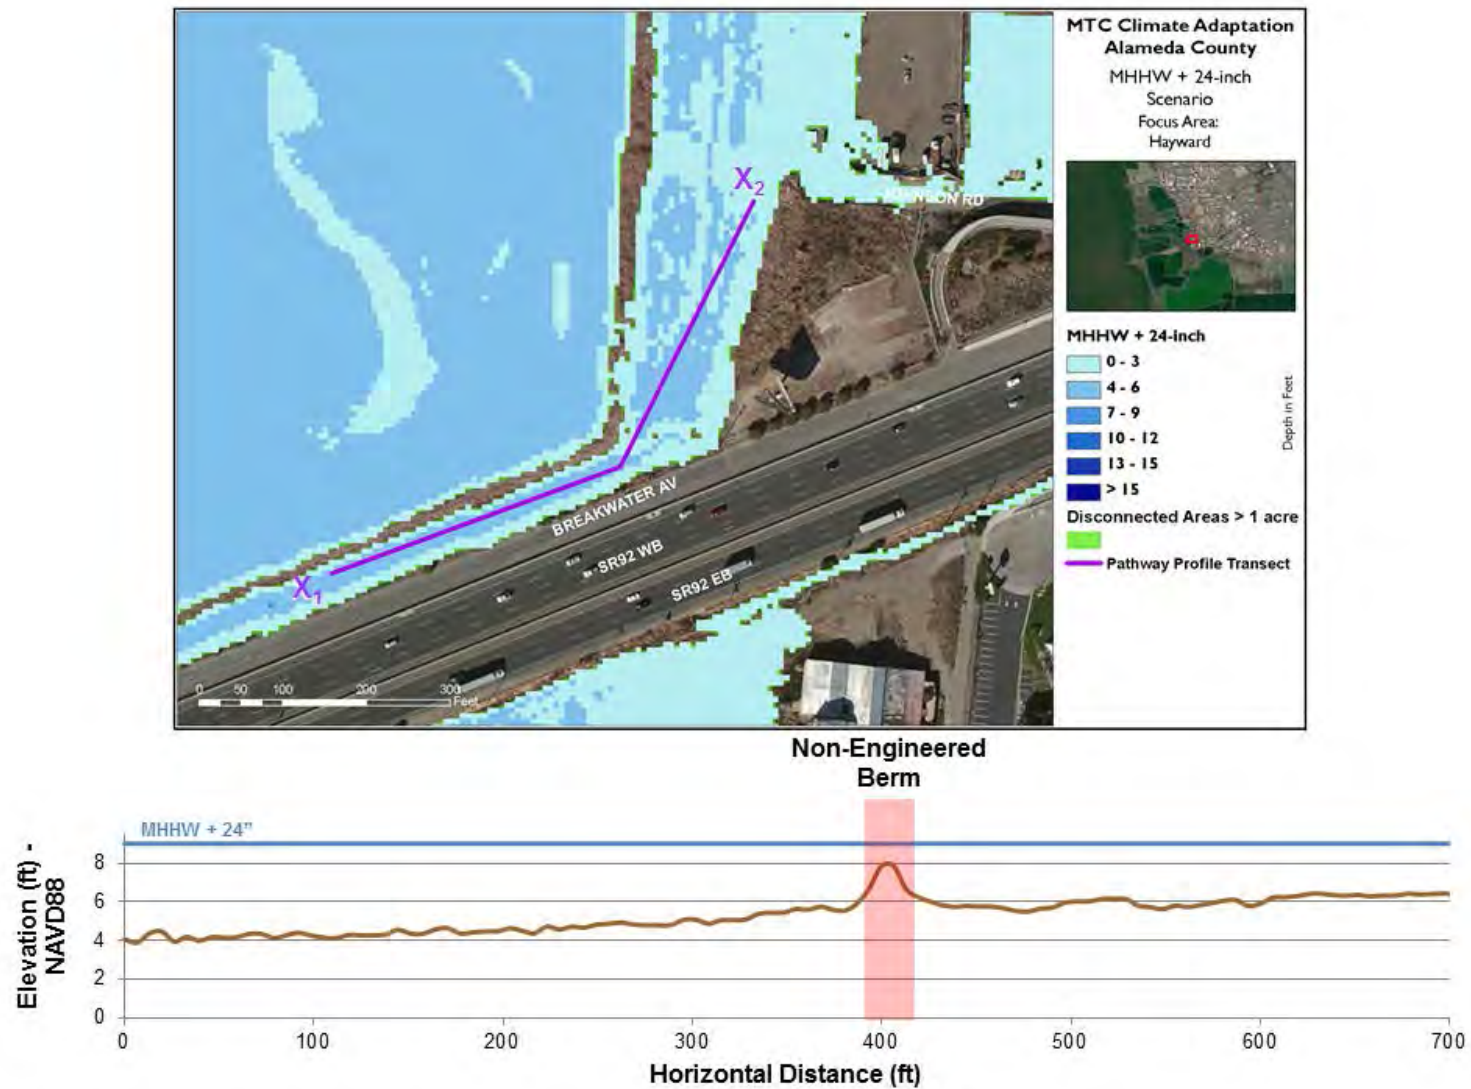 MTC Climate Adaptation
Alameda County
MHHW + 24-inch
Scenario
Focus Area:
Hayward
MHHW + 24-inch
0 - 3
4 - 6
7 - 9
10 - 12
13 - 15
> 15
Depth in Feet
Disconnected Areas > 1 acre
Pathway Profile Transect
X2
JOHNSON RD
X1
BREAKWATER AV
SR92 WB
SR92 EB
0 50 100 200 300
Feet
Non-Engineered
Berm
MHHW + 24"
Elevation (ft) -
NAVD88
8
6
4
2
0
0 100 200 300 400 500 600 700
Horizontal Distance (ft)